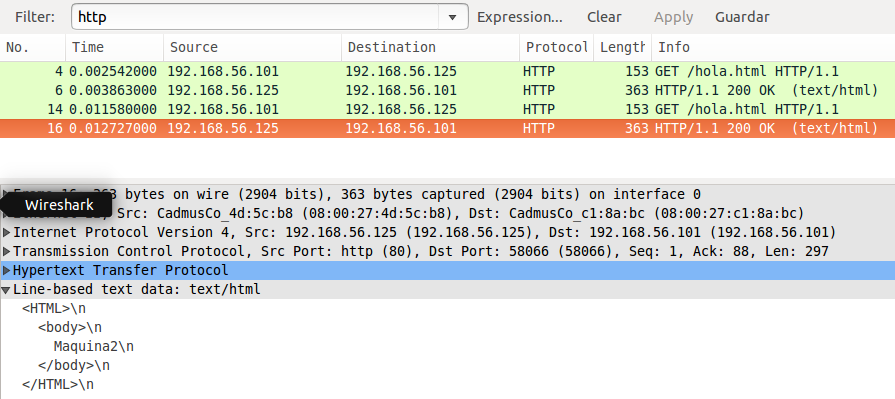 Filter: http Expression... Clear Apply Guardar
No. Time Source Destination Protocol Length Info
4 0.002542000 192.168.56.101 192.168.56.125 HTTP 153 GET /hola.html HTTP/1.1
6 0.003863000 192.168.56.125 192.168.56.101 HTTP 363 HTTP/1.1 200 OK (text/html)
14 0.011580000 192.168.56.101 192.168.56.125 HTTP 153 GET /hola.html HTTP/1.1
16 0.012727000 192.168.56.125 192.168.56.101 HTTP 363 HTTP/1.1 200 OK (text/html)
Frame 16, 363 bytes on wire (2904 bits), 363 bytes captured (2904 bits) on interface 0
Wireshark
Src: CadmusCo_4d:5c:b8 (08:00:27:4d:5c:b8), Dst: CadmusCo_c1:8a:bc (08:00:27:c1:8a:bc)
Internet Protocol Version 4, Src: 192.168.56.125 (192.168.56.125), Dst: 192.168.56.101 (192.168.56.101)
Transmission Control Protocol, Src Port: http (80), Dst Port: 58066 (58066), Seq: 1, Ack: 88, Len: 297
Hypertext Transfer Protocol
Line-based text data: text/html
<HTML>\n
<body>\n
Maquina2\n
</body>\n
</HTML>\n